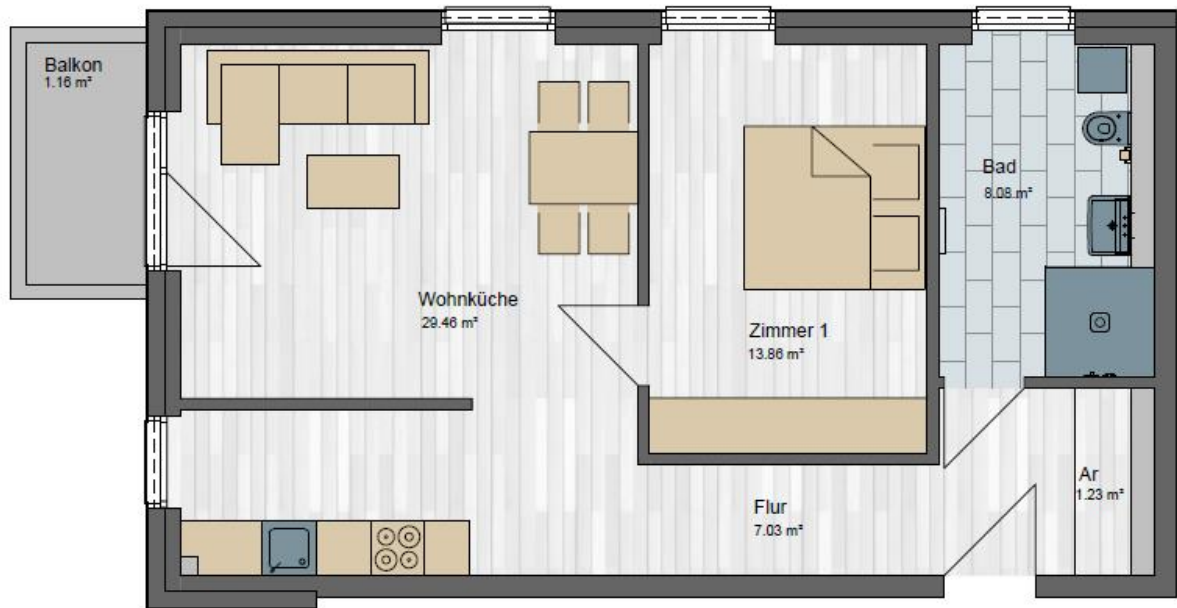 Balkon
1.16 m²
Wohnküche
29.46 m²
Zimmer 1
13.86 m²
Bad
8.08 m²
Flur
7.03 m²
Ar
1.23 m²